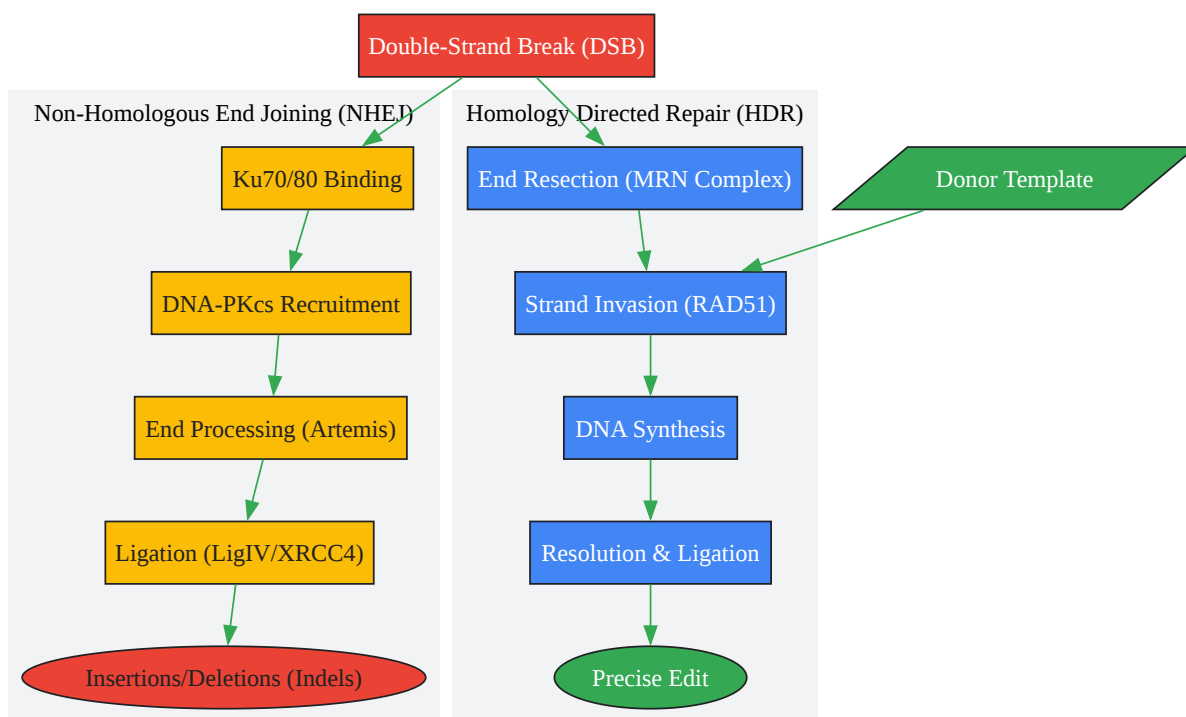 Double-Strand Break (DSB)
Non-Homologous End Joining (NHEJ)
Homology Directed Repair (HDR)
Ku70/80 Binding
End Resection (MRN Complex)
Donor Template
DNA-PKcs Recruitment
Strand Invasion (RAD51)
End Processing (Artemis)
DNA Synthesis
Ligation (LigIV/XRCC4)
Resolution & Ligation
Insertions/Deletions (Indels)
Precise Edit